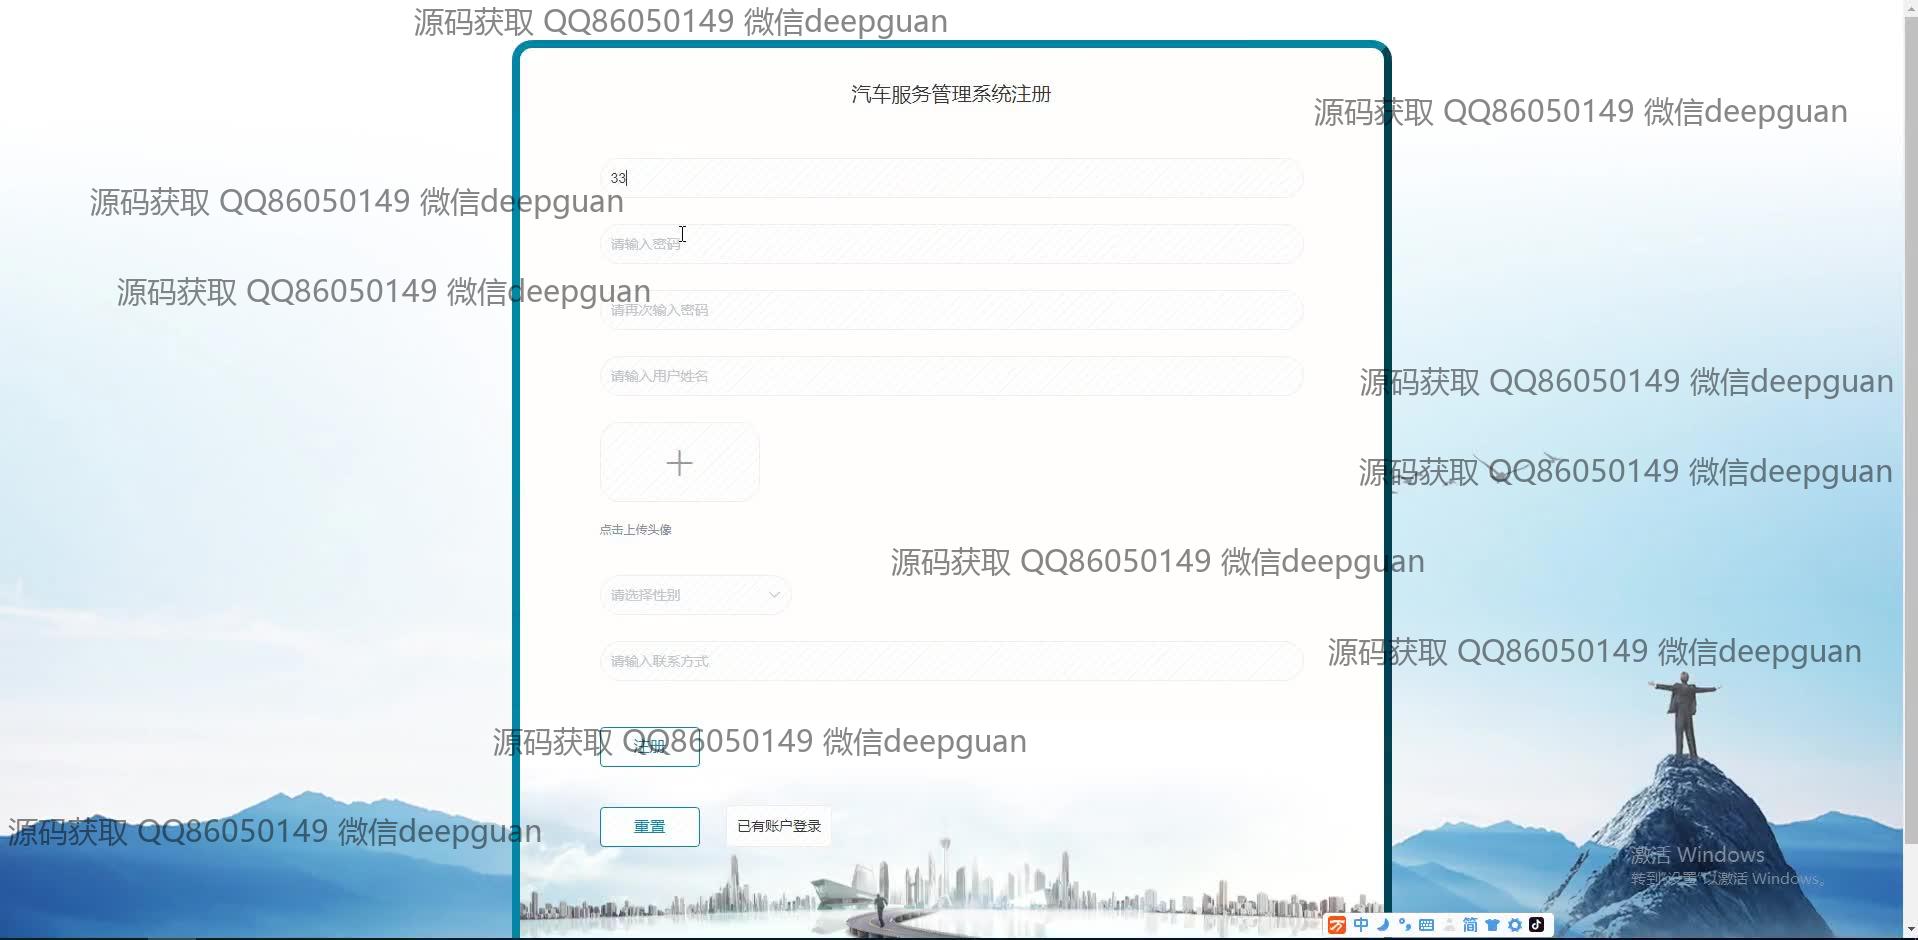 源码获取 QQ86050149 微信deepguan
汽车服务管理系统注册
源码获取 QQ86050149 微信deepguan
33
源码获取 QQ86050149 微信deepguan
请输入密码
源码获取 QQ86050149 微信deepguan
请再次输入密码
请输入用户姓名
源码获取 QQ86050149 微信deepguan
源码获取 QQ86050149 微信deepguan
点击上传头像
源码获取 QQ86050149 微信deepguan
请选择性别
源码获取 QQ86050149 微信deepguan
请输入联系方式
源码获取 QQ86050149 微信deepguan
注册
源码获取 QQ86050149 微信deepguan
重置
已有账户登录
激活 Windows
转到"设置"以激活 Windows。
中
简